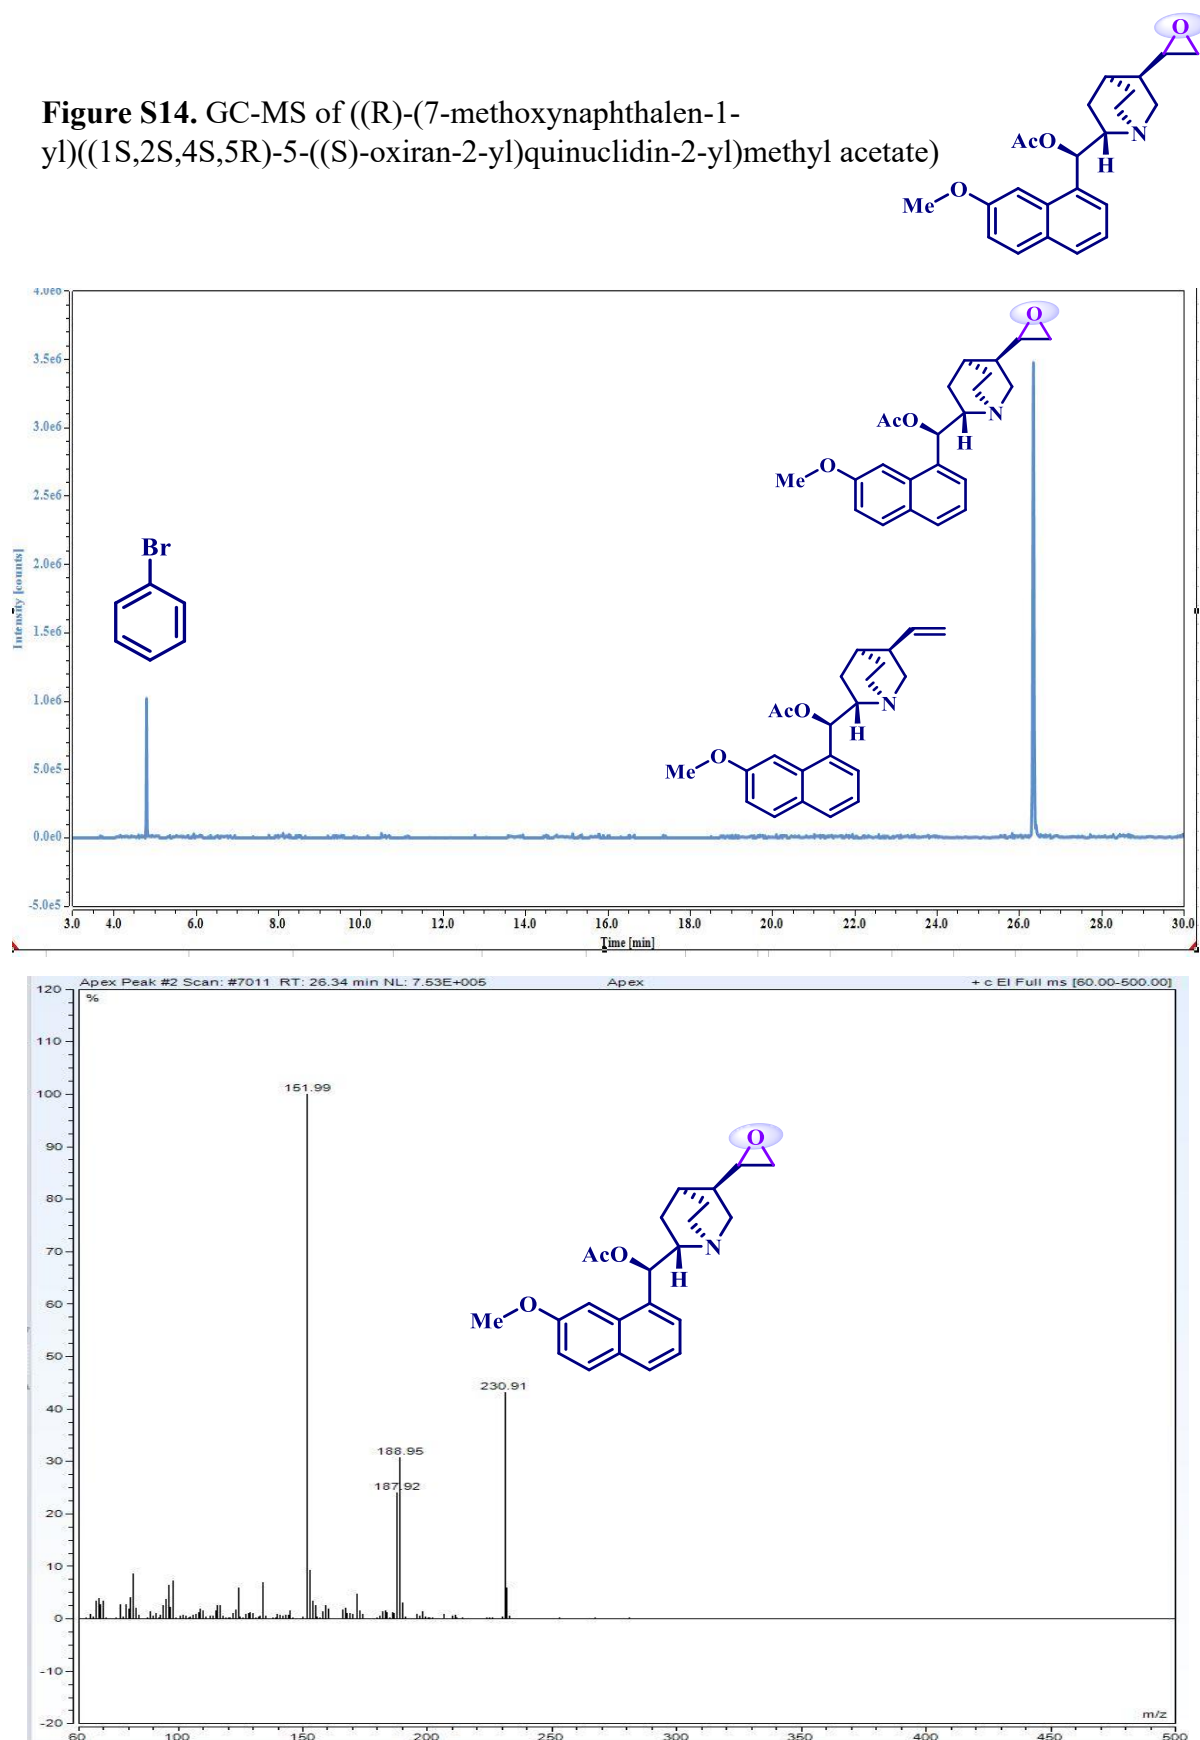 O
N
AcO
H
O
Me
Figure S14. GC-MS of ((R)-(7-methoxynaphthalen-1-
yl)((1S,2S,4S,5R)-5-((S)-oxiran-2-yl)quinuclidin-2-yl)methyl acetate)
4.0e6
3.5e6
3.0e6
2.5e6
2.0e6
1.5e6
1.0e6
5.0e5
0.0e0
-5.0e5
Intensity [counts]
Br
O
N
AcO
H
O
Me
N
AcO
H
O
Me
3.0 4.0 6.0 8.0 10.0 12.0 14.0 16.0 18.0 20.0 22.0 24.0 26.0 28.0 30.0
Time [min]
Apex Peak #2 Scan: #7011 RT: 26.34 min NL: 7.53E+005 Apex + c EI Full ms [60.00-500.00]
%
120
110
100
90
80
70
60
50
40
30
20
10
0
-10
-20
151.99
O
N
AcO
H
O
Me
230.91
188.95
187.92
m/z
60 100 150 200 250 300 350 400 450 500